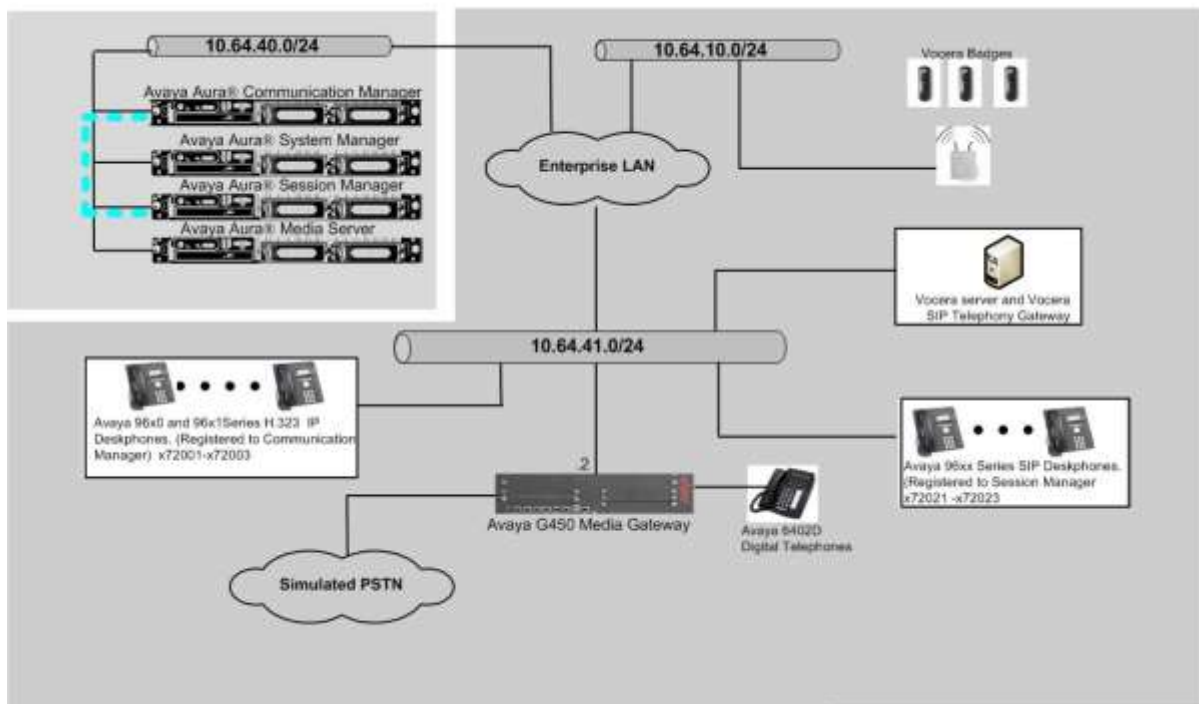 10.64.40.0/24
10.64.10.0/24
Vocera Badges
Avaya Aura® Communication Manager
Avaya Aura® System Manager
Avaya Aura® Session Manager
Avaya Aura® Media Server
Enterprise LAN
Vocera server and Vocera
SIP Telephony Gateway
10.64.41.0/24
Avaya 96x0 and 96x1Series H.323 IP
Deskphones. (Registered to Communication
Manager) x72001-x72003
Avaya 96xx Series SIP Deskphones.
(Registered to Session Manager
x72021 -x72023
.2
Avaya G450 Media Gateway
Avaya 6402D
Digital Telephones
Simulated PSTN